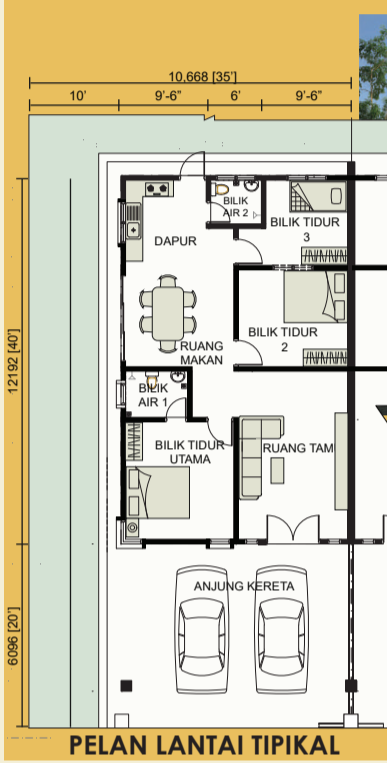 10,668 [35']
10'
9'-6"
6'
9'-6"
BILIK
AIR 2
BILIK TIDUR
3
DAPUR
BILIK TIDUR
2
RUANG
MAKAN
12192 [40']
BILIK
AIR 1
BILIK TIDUR
UTAMA
RUANG TAM
ANJUNG KERETA
6096 [20']
PELAN LANTAI TIPIKAL